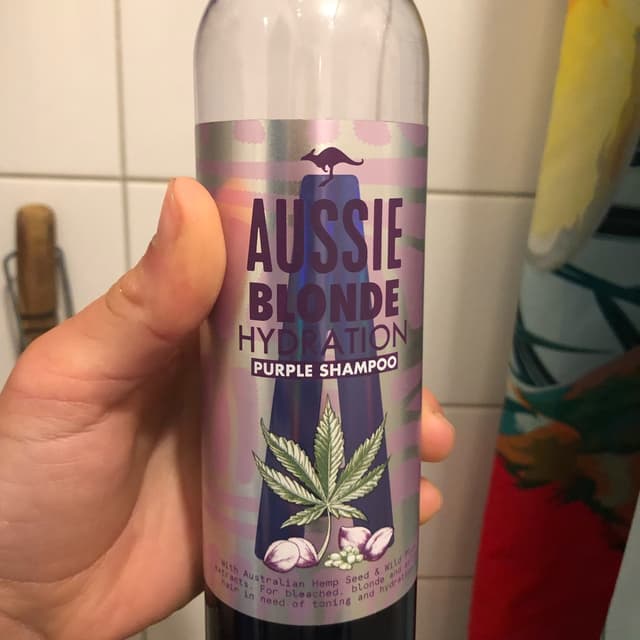 AUSSIE
BLONDE
HYDRATION
PURPLE SHAMPOO
with Australian Hemp Seed & Wild
extracts. For bleached, blonde and
hair in need of toning and